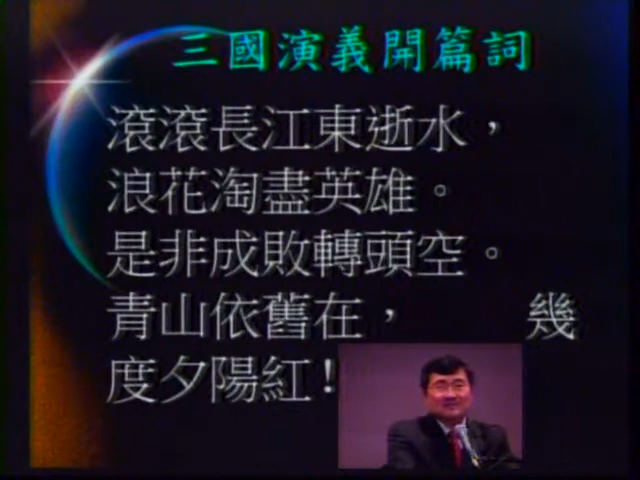 三國演義開篇詞
滾滾長江東逝水，
浪花淘盡英雄。
是非成敗轉頭空。
青山依舊在，　　幾
度夕陽紅!